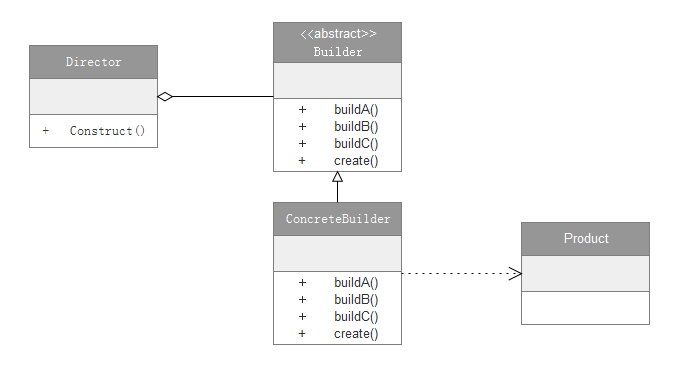 Director
+ Construct()
<<abstract>>
Builder
+ buildA()
+ buildB()
+ buildC()
+ create()
ConcreteBuilder
+ buildA()
+ buildB()
+ buildC()
+ create()
Product